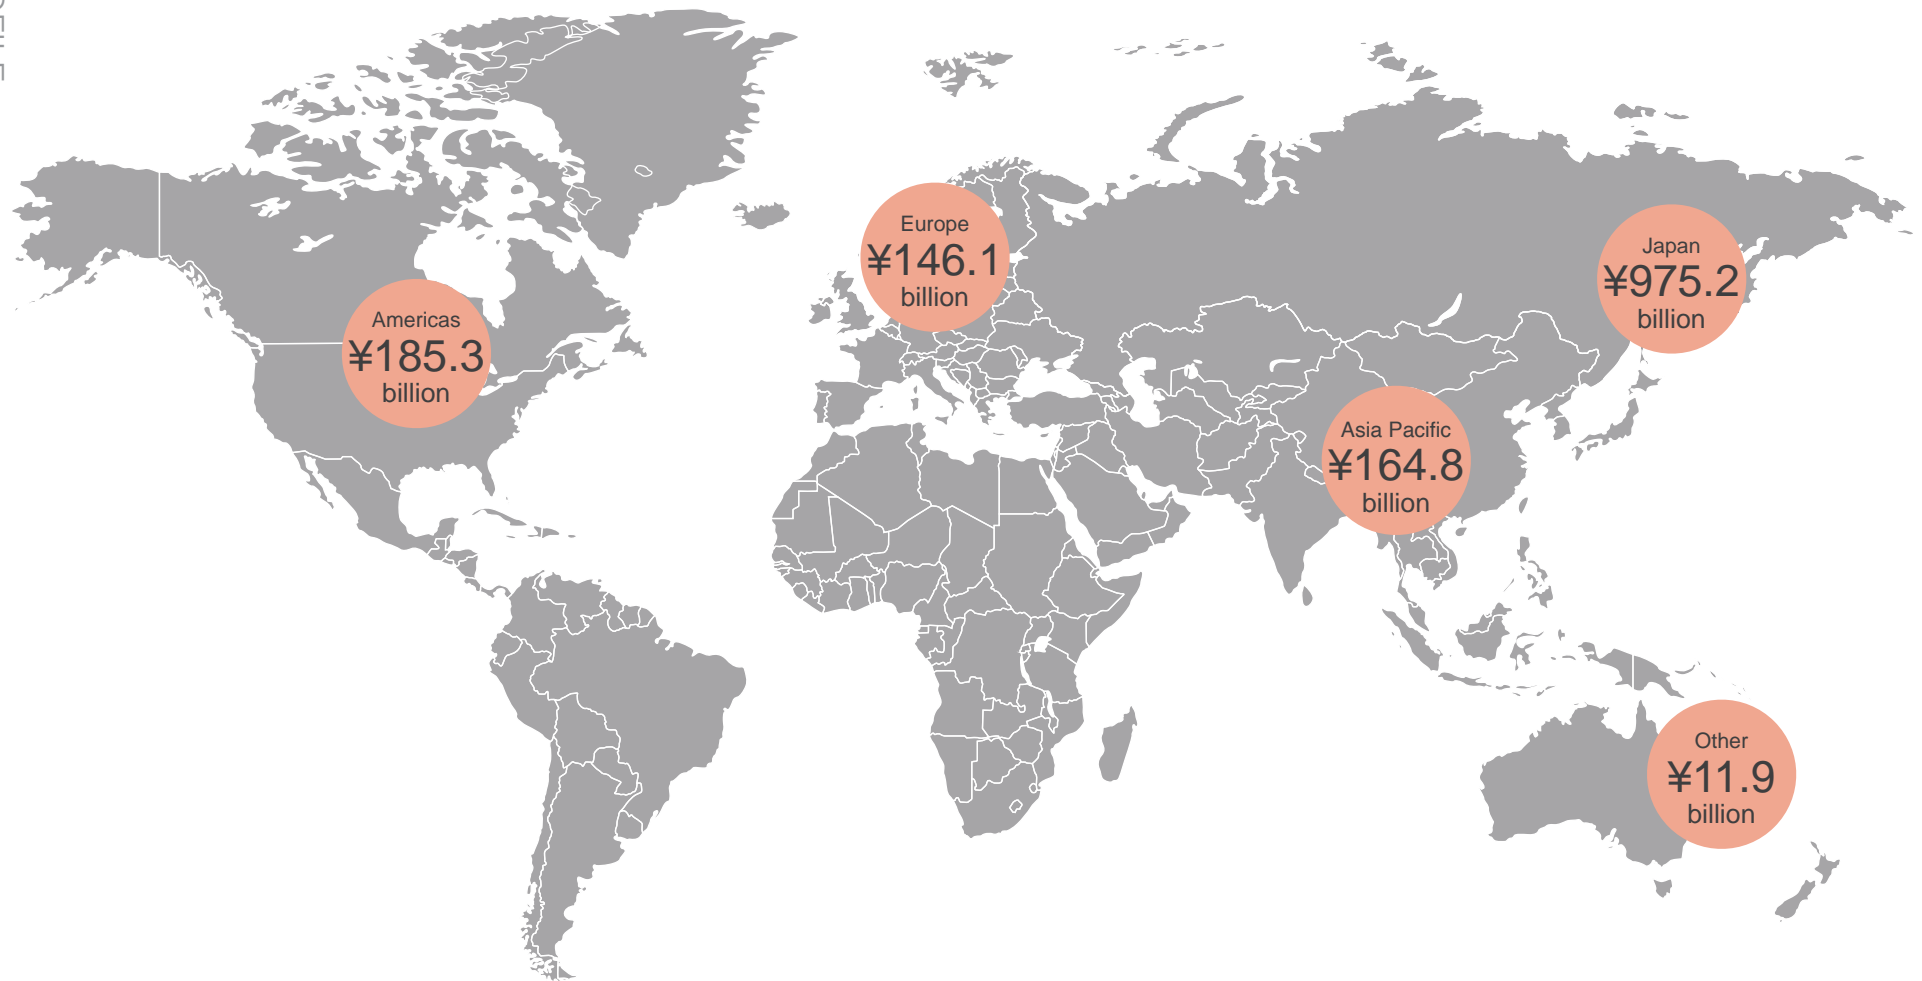 Europe
¥146.1
billion
Japan
¥975.2
billion
Americas
¥185.3
billion
Asia Pacific
¥164.8
billion
Other
¥11.9
billion